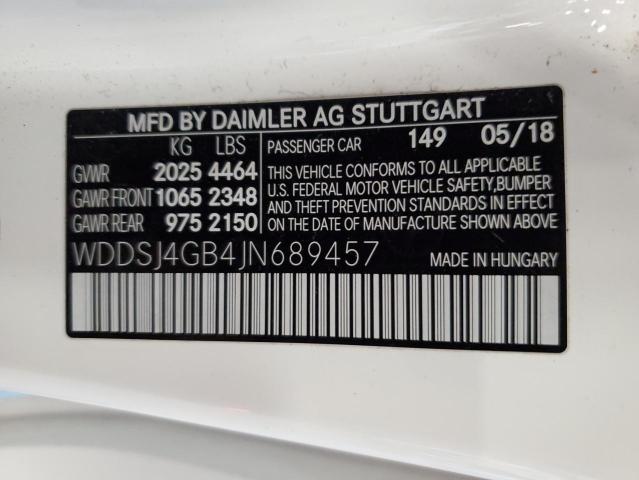 MFD BY DAIMLER AG STUTTGART
KG LBS
GVWR 2025 4464
GAWR FRONT 1065 2348
GAWR REAR 975 2150
PASSENGER CAR 149 05/18
THIS VEHICLE CONFORMS TO ALL APPLICABLE
U.S. FEDERAL MOTOR VEHICLE SAFETY, BUMPER
AND THEFT PREVENTION STANDARDS IN EFFECT
ON THE DATE OF MANUFACTURE SHOWN ABOVE
WDDSJ4GB4JN689457 MADE IN HUNGARY